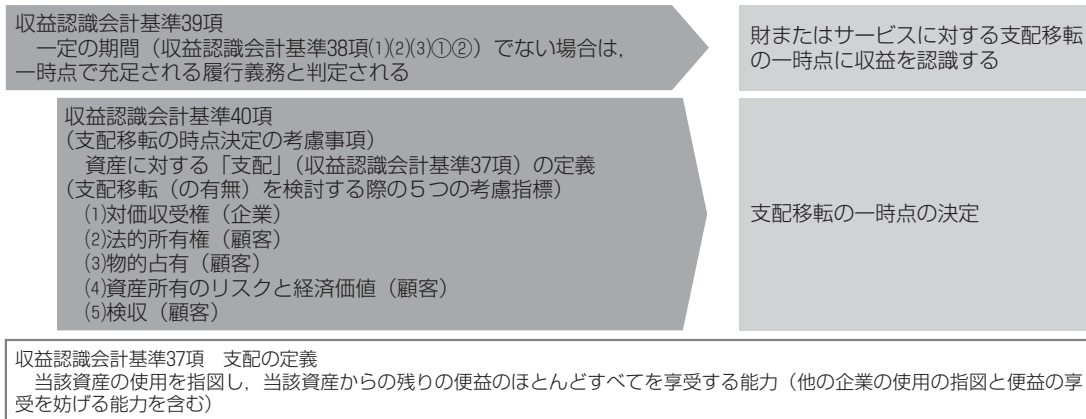 収益認識会計基準39項
一定の期間（収益認識会計基準38項⑴⑵⑶①②）でない場合は，
一時点で充足される履行義務と判定される
財またはサービスに対する支配移転
の一時点に収益を認識する
収益認識会計基準40項
（支配移転の時点決定の考慮事項）
資産に対する「支配」（収益認識会計基準37項）の定義
（支配移転（の有無）を検討する際の５つの考慮指標）
⑴対価収受権（企業）
⑵法的所有権（顧客）
⑶物的占有（顧客）
⑷資産所有のリスクと経済価値（顧客）
⑸検収（顧客）
支配移転の一時点の決定
収益認識会計基準37項　支配の定義
当該資産の使用を指図し，当該資産からの残りの便益のほとんどすべてを享受する能力（他の企業の使用の指図と便益の享
受を妨げる能力を含む）